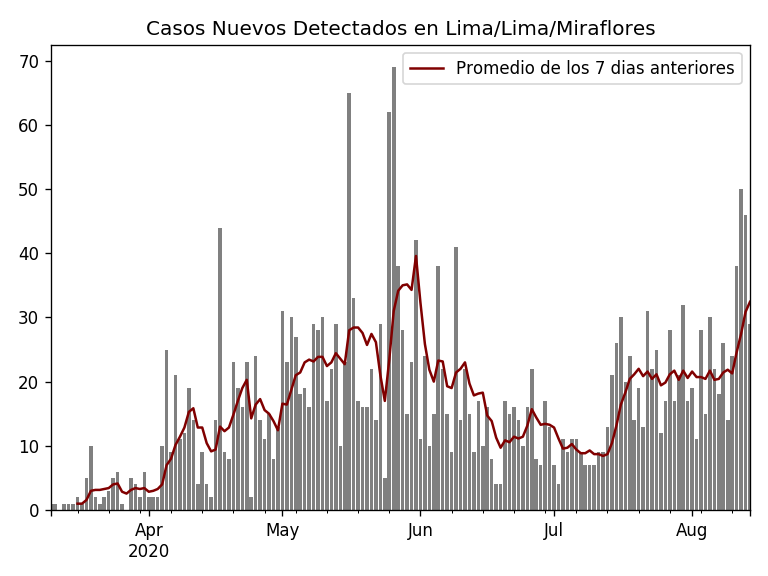 Casos Nuevos Detectados en Lima/Lima/Miraflores
Promedio de los 7 dias anteriores
70
60
50
40
30
20
10
0
Apr
2020
May
Jun
Jul
Aug